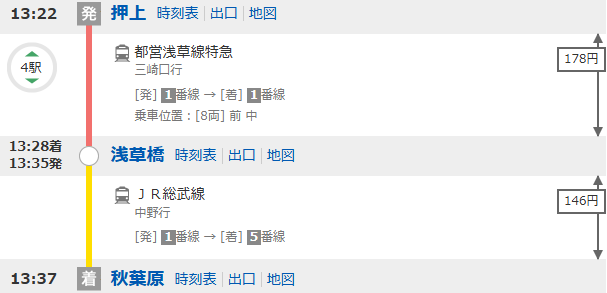 13:22 発 押上 時刻表 出口 地図
4駅
都営浅草線特急
三崎口行
[発] 1番線 → [着] 1番線
乗車位置：[8両] 前 中
178円
13:28着
13:35発
浅草橋 時刻表 出口 地図
ＪＲ総武線
中野行
[発] 1番線 → [着] 5番線
146円
13:37 着 秋葉原 時刻表 出口 地図